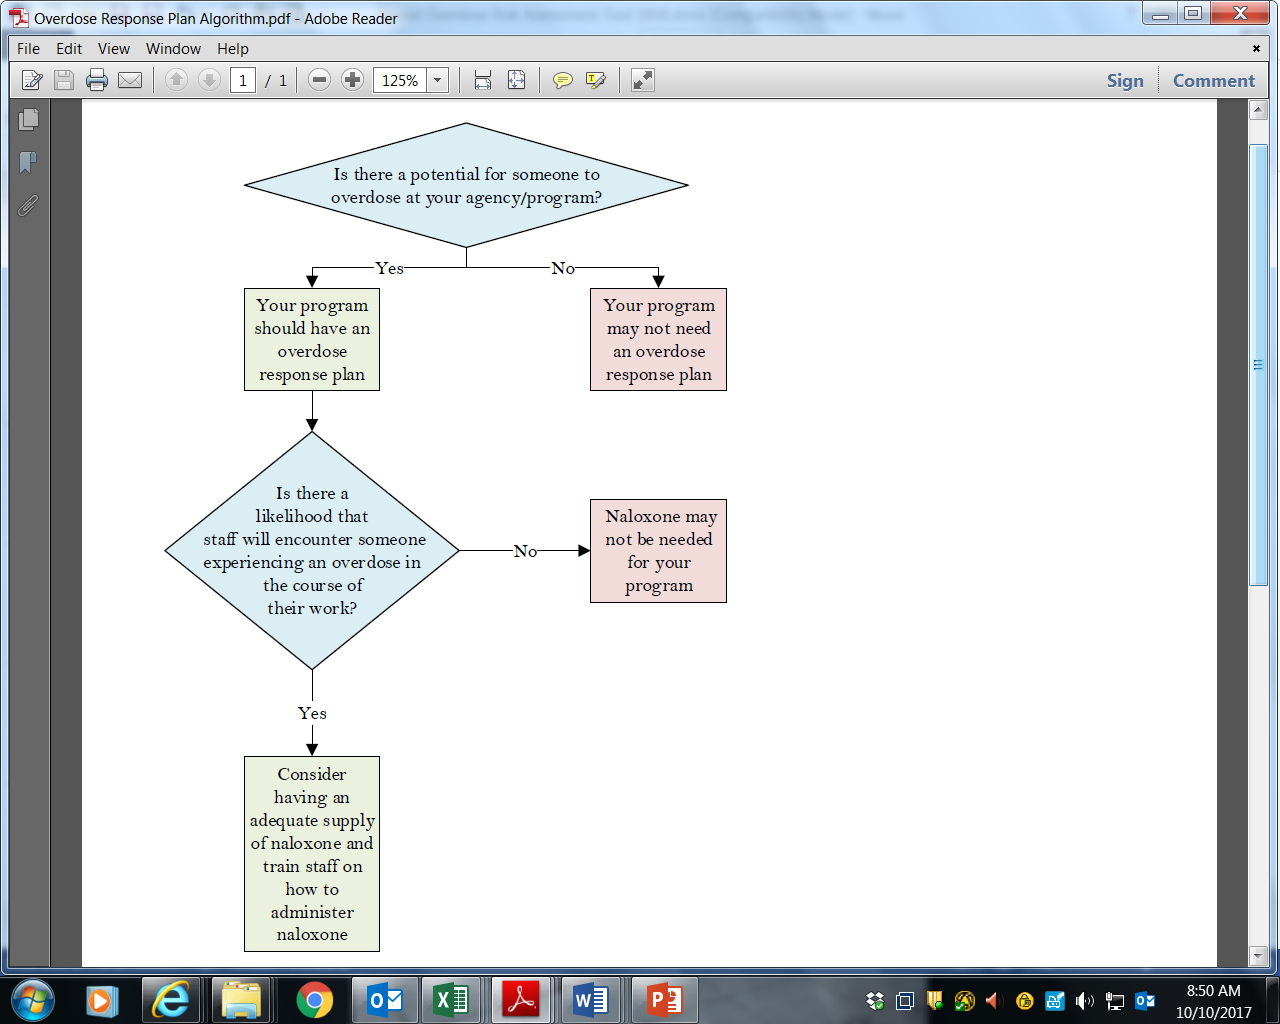 Overdose Response Plan Algorithm.pdf - Adobe Reader
File Edit View Window Help
1 / 1 125% Sign Comment
Is there a potential for someone to
overdose at your agency/program?
Yes No
Your program
should have an
overdose
response plan
Your program
may not need
an overdose
response plan
Is there a
likelihood that
staff will encounter someone
experiencing an overdose in
the course of
their work?
No
Naloxone may
not be needed
for your
program
Yes
Consider
having an
adequate supply
of naloxone and
train staff on
how to
administer
naloxone
8:50 AM
10/10/2017